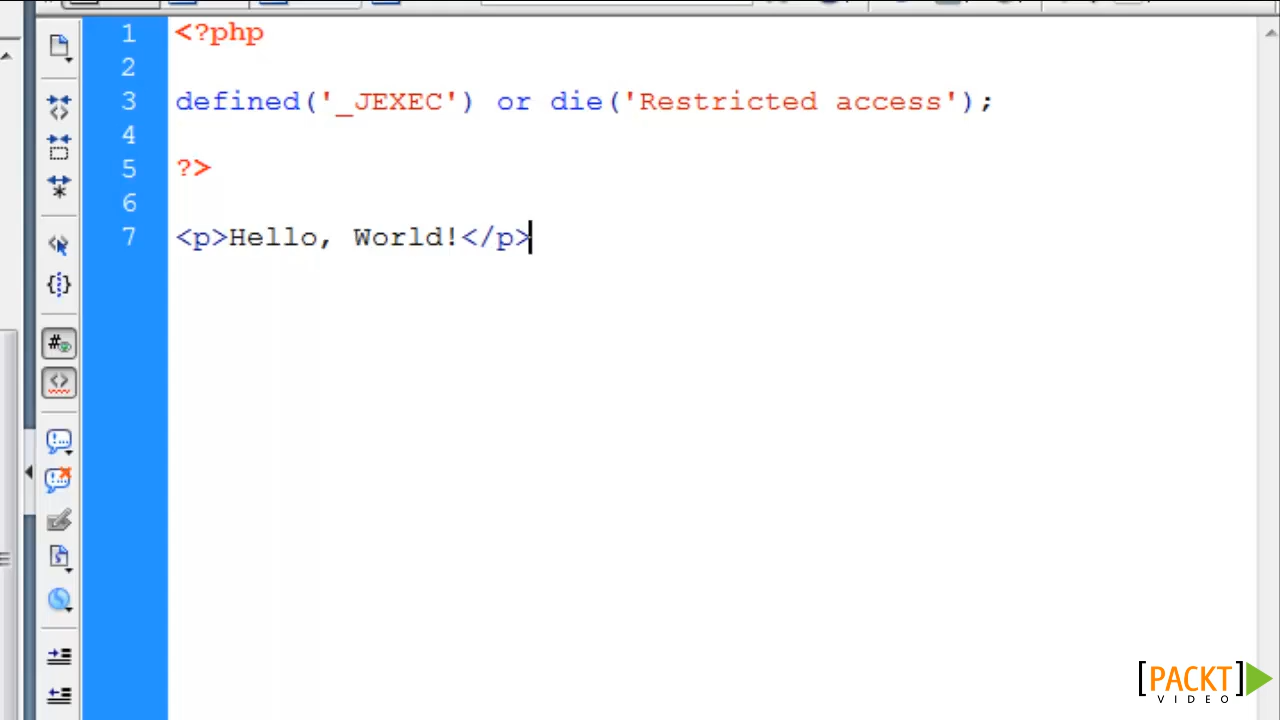 1 <?php
2
3 defined('_JEXEC') or die('Restricted access');
4
5 ?>
6
7 <p>Hello, World!</p>
[PACKT]
VIDEO